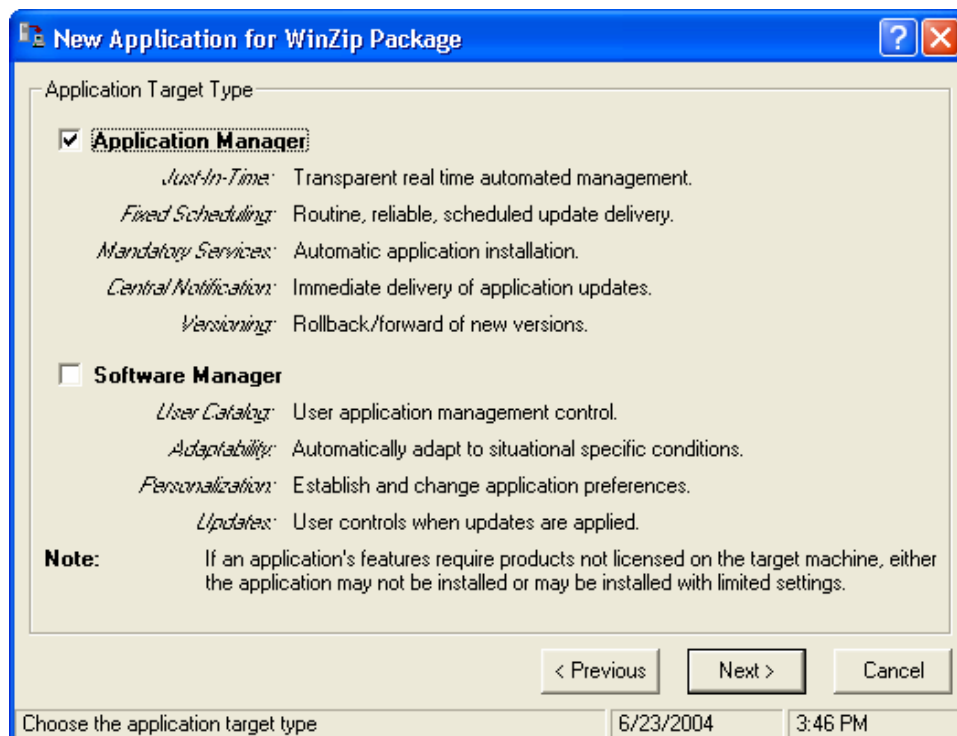 New Application for WinZip Package
Application Target Type
Application Manager
Just-In-Time: Transparent real time automated management.
Fixed Scheduling: Routine, reliable, scheduled update delivery.
Mandatory Services: Automatic application installation.
Central Notification: Immediate delivery of application updates.
Versioning: Rollback/forward of new versions.
Software Manager
User Catalog: User application management control.
Adaptability: Automatically adapt to situational specific conditions.
Personalization: Establish and change application preferences.
Updates: User controls when updates are applied.
Note: If an application's features require products not licensed on the target machine, either
the application may not be installed or may be installed with limited settings.
< Previous Next > Cancel
Choose the application target type 6/23/2004 3:46 PM